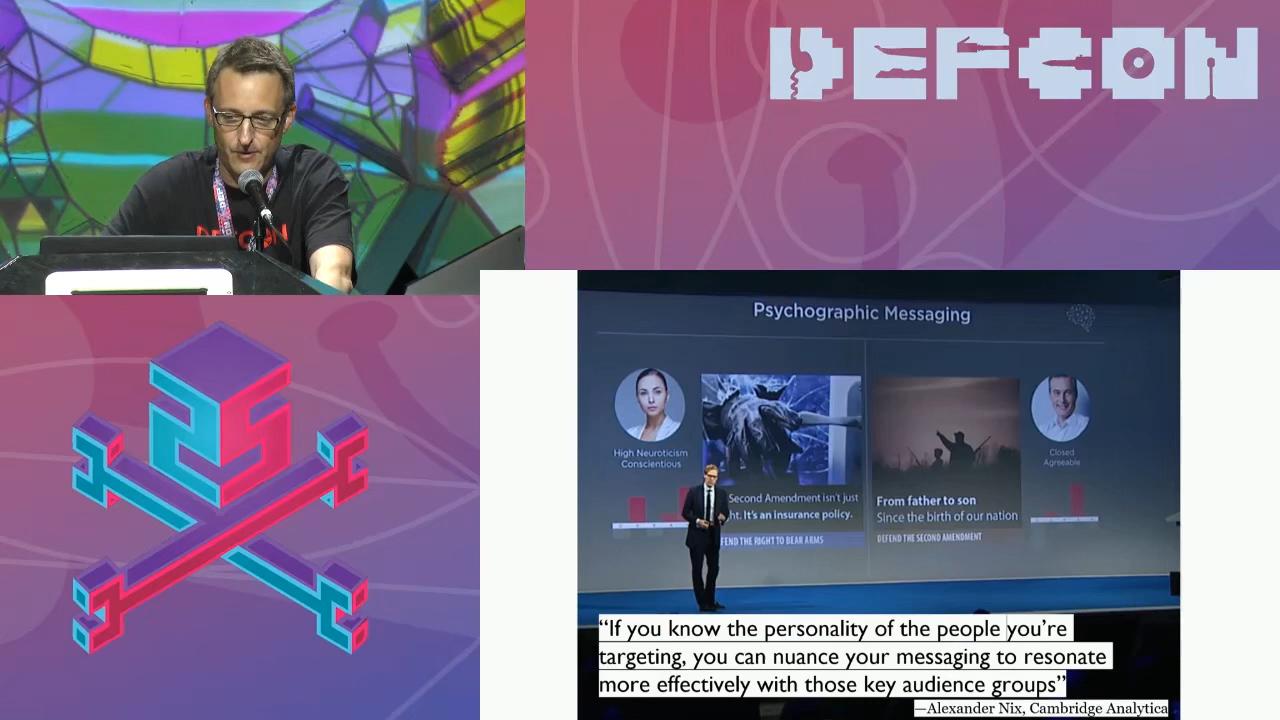 DEFCON
DEFCON
Psychographic Messaging
High Neuroticism
Conscientious
Second Amendment isn't just
ht. It's an insurance policy.
FEND THE RIGHT TO BEAR ARMS
From father to son
Since the birth of our nation
DEFEND THE SECOND AMENDMENT
Closed
Agreeable
“If you know the personality of the people you’re
targeting, you can nuance your messaging to resonate
more effectively with those key audience groups”
—Alexander Nix, Cambridge Analytica